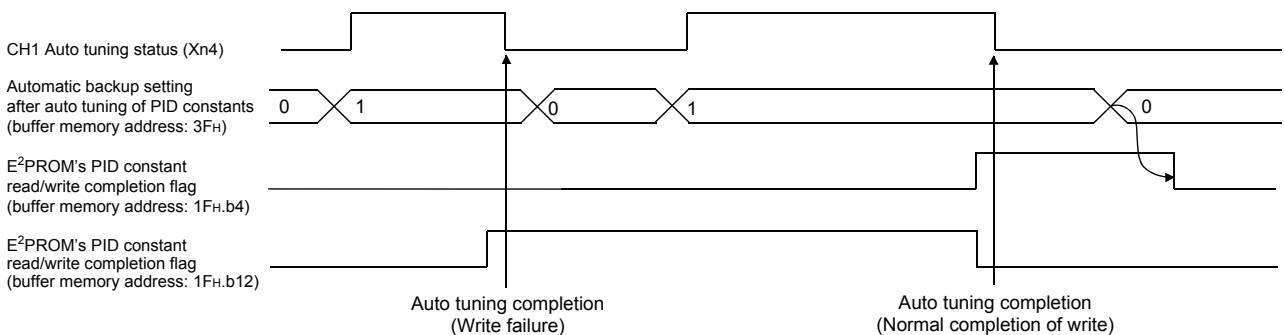 CH1 Auto tuning status (Xn4)
Automatic backup setting
after auto tuning of PID constants
(buffer memory address: 3FH)
0
1
0
1
0
E2PROM's PID constant
read/write completion flag
(buffer memory address: 1FH.b4)
E2PROM's PID constant
read/write completion flag
(buffer memory address: 1FH.b12)
Auto tuning completion
(Write failure)
Auto tuning completion
(Normal completion of write)